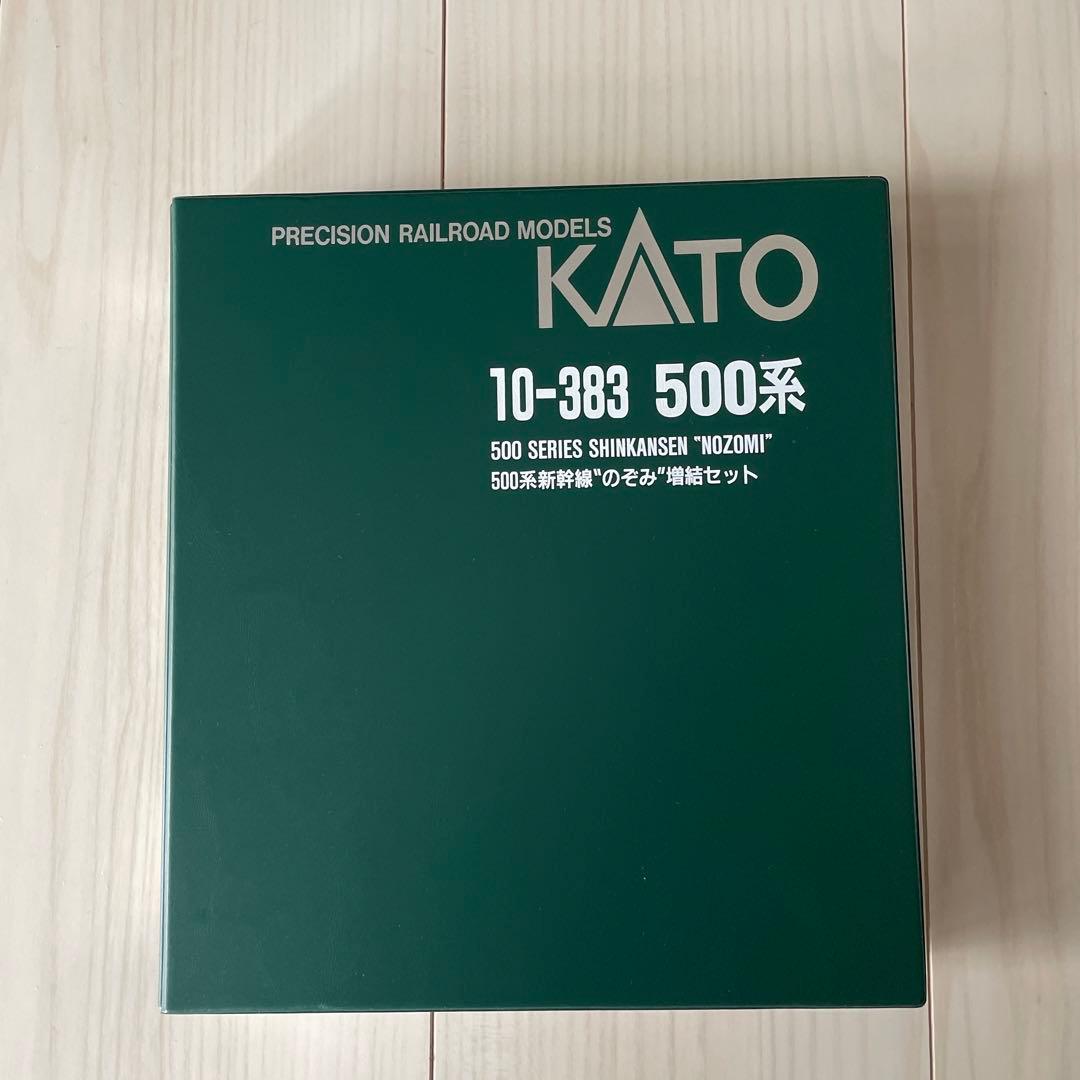 PRECISION RAILROAD MODELS
KATO
10-383 500系
500 SERIES SHINKANSEN “NOZOMI”
500系新幹線“のぞみ”増結セット